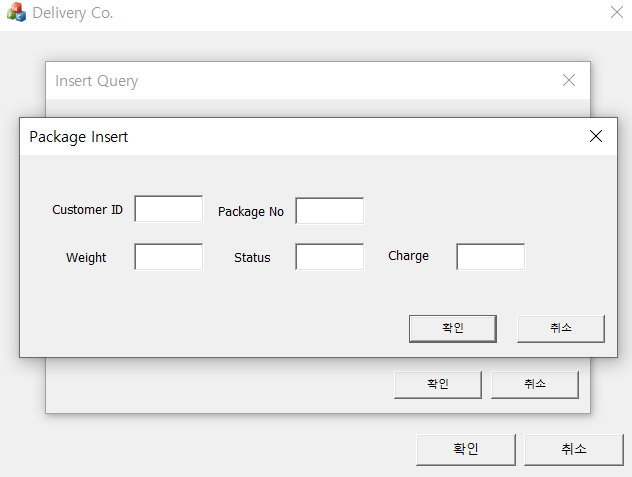 Delivery Co.
Insert Query
Package Insert
Customer ID
Package No
Weight
Status
Charge
확인
취소
확인
취소
확인
취소